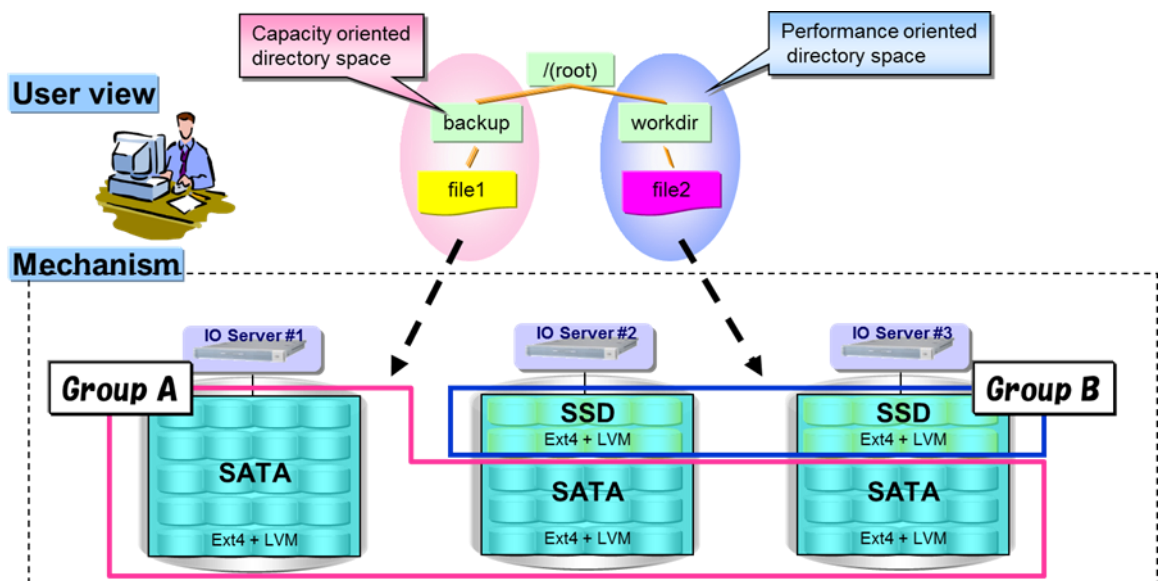 Capacity oriented
directory space
Performance oriented
directory space
/(root)
User view
backup
workdir
file1
file2
Mechanism
IO Server #1
IO Server #2
IO Server #3
Group A
Group B
SSD
Ext4 + LVM
SSD
Ext4 + LVM
SATA
SATA
SATA
Ext4 + LVM
Ext4 + LVM
Ext4 + LVM